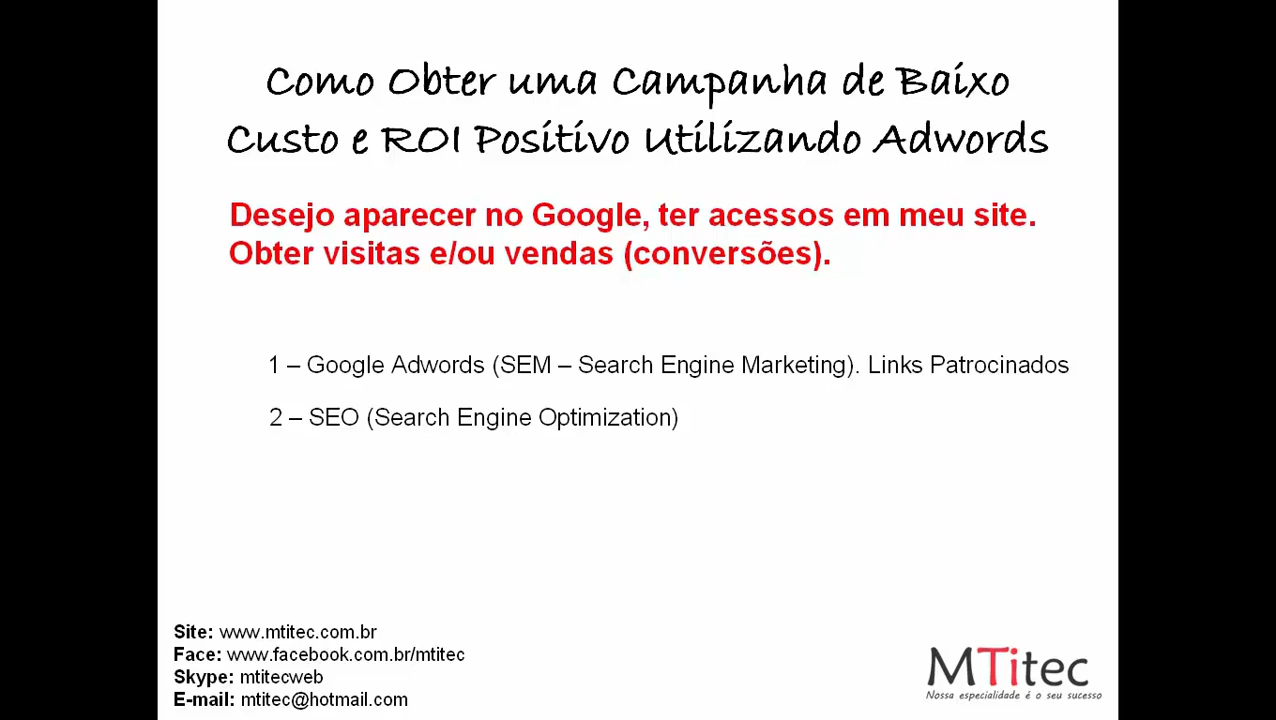 Como Obter uma Campanha de Baixo
Custo e ROI Positivo Utilizando Adwords
Desejo aparecer no Google, ter acessos em meu site.
Obter visitas e/ou vendas (conversões).
1 – Google Adwords (SEM – Search Engine Marketing). Links Patrocinados
2 – SEO (Search Engine Optimization)
Site: www.mtitec.com.br
Face: www.facebook.com.br/mtitec
Skype: mtitecweb
E-mail: mtitec@hotmail.com
MTitec
Nossa especialidade é o seu sucesso